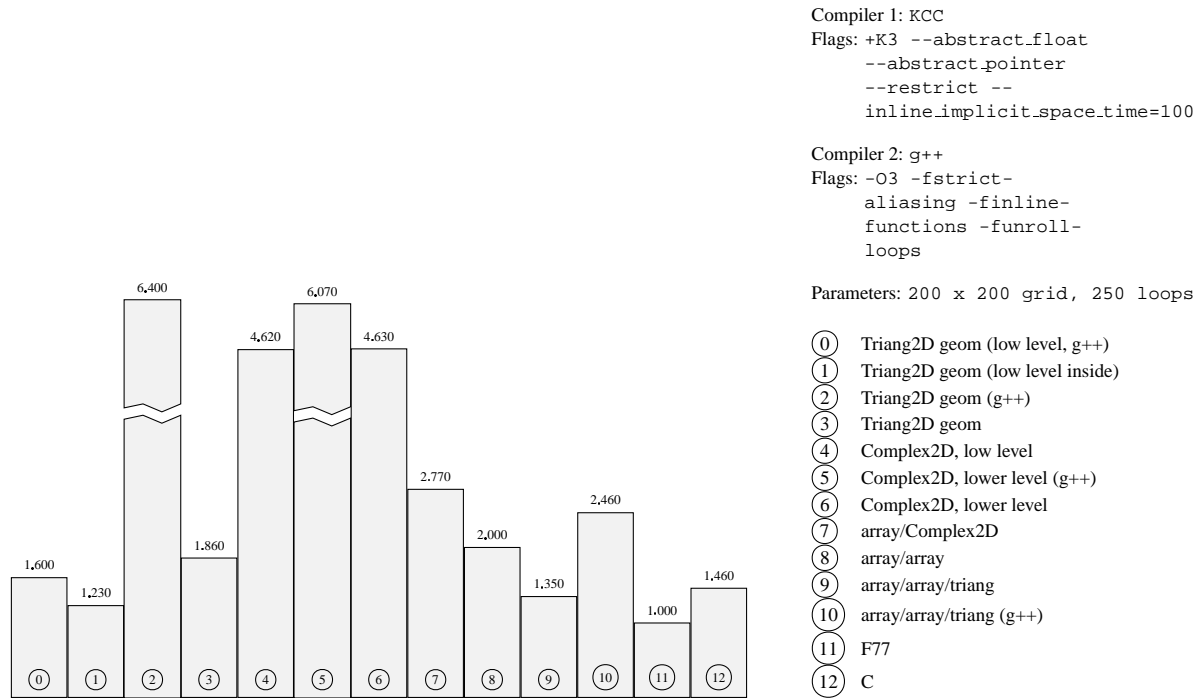 Compiler 1: KCC
Flags: +K3 --abstract_float
--abstract_pointer
--restrict --
inline_implicit_space_time=100
Compiler 2: g++
Flags: -O3 -fstrict-
aliasing -finline-
functions -funroll-
loops
Parameters: 200 x 200 grid, 250 loops
0 Triang2D geom (low level, g++)
1 Triang2D geom (low level inside)
2 Triang2D geom (g++)
3 Triang2D geom
4 Complex2D, low level
5 Complex2D, lower level (g++)
6 Complex2D, lower level
7 array/Complex2D
8 array/array
9 array/array/triang
10 array/array/triang (g++)
11 F77
12 C
1.600
1.230
6.400
1.860
4.620
6.070
4.630
2.770
2.000
1.350
2.460
1.000
1.460
0 1 2 3 4 5 6 7 8 9 10 11 12